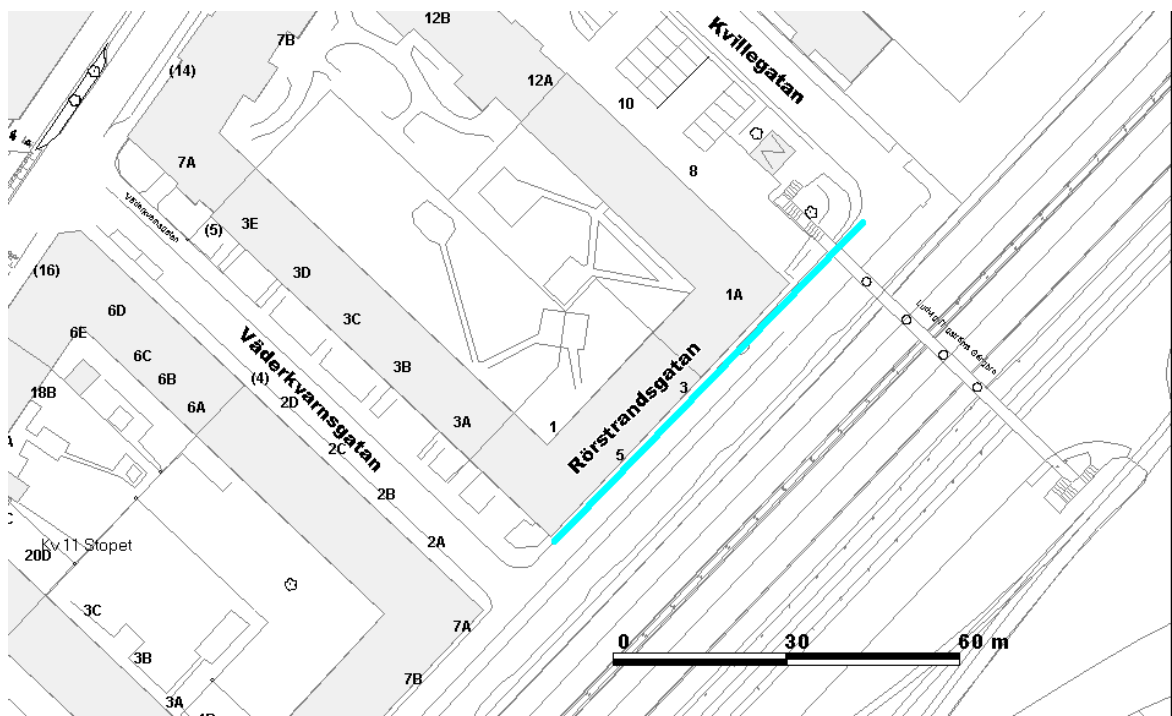 12B
7B
Kvillegatan
(14)
12A
10
8
7A
Väderkvarnsgatan
(5)
3E
3D
3C
3B
3A
1
1A
3
5
Rörstrandsgatan
(16)
6D
6E
6C
6B
6A
18B
Väderkvarnsgatan
(4)
2D
2C
2B
2A
Kv 11 Stopet
20D
3C
3B
3A
7A
7B
0 30 60 m